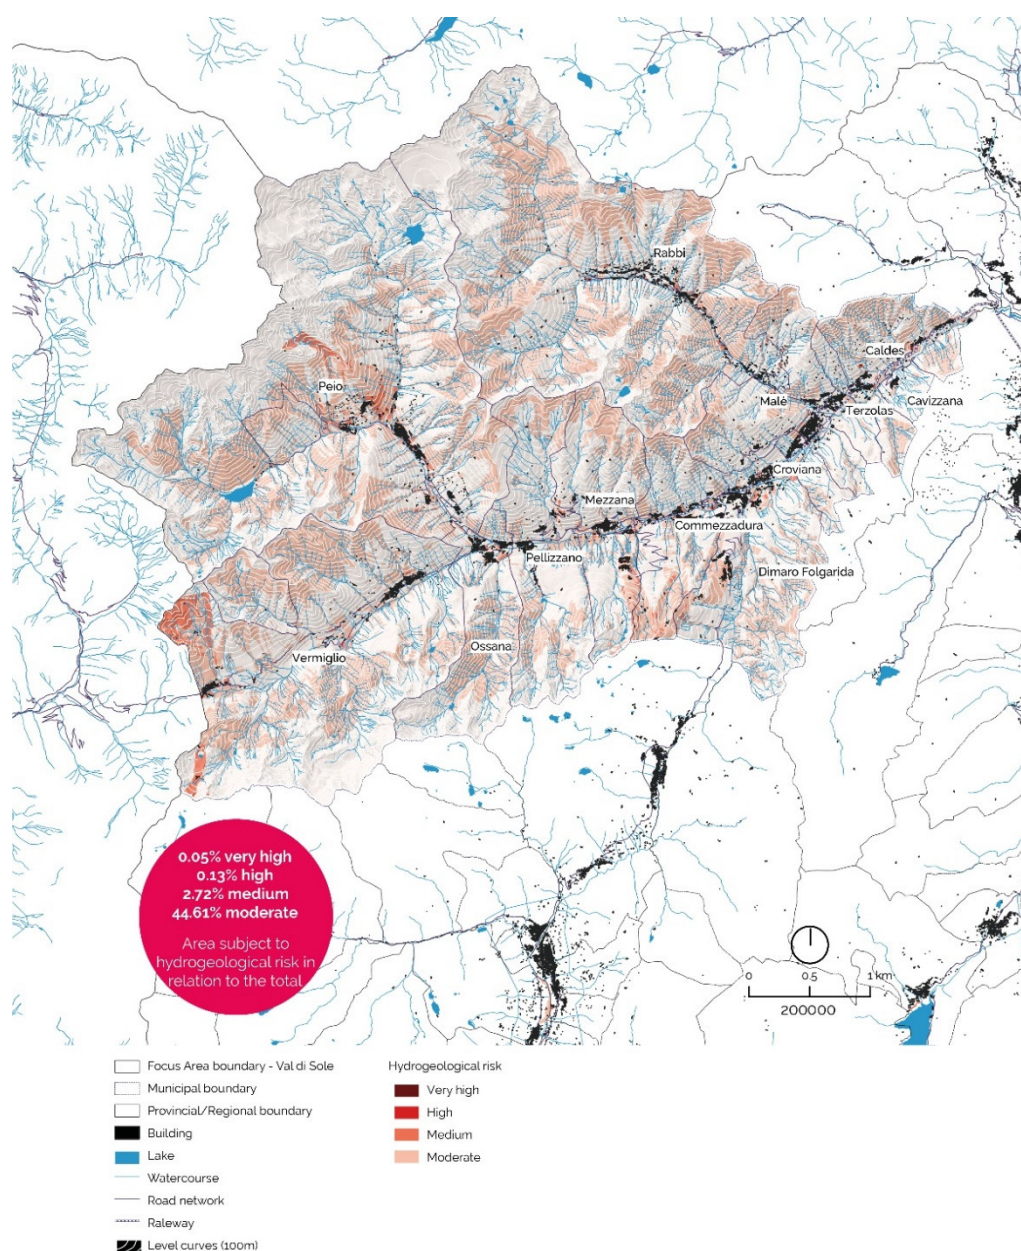 Rabbi
Caldes
Peio
Malè
Terzolas
Cavizzana
Croviana
Mezzana
Commezzadura
Pellizzano
Dimaro Folgarida
Ossana
Vermiglio
0.05% very high
0.13% high
2.72% medium
44.61% moderate
Area subject to
hydrogeological risk in
relation to the total
0 0.5 1 km
200000
Focus Area boundary - Val di Sole
Municipal boundary
Provincial/Regional boundary
Building
Lake
Watercourse
Road network
Raleway
Level curves (100m)
Hydrogeological risk
Very high
High
Medium
Moderate